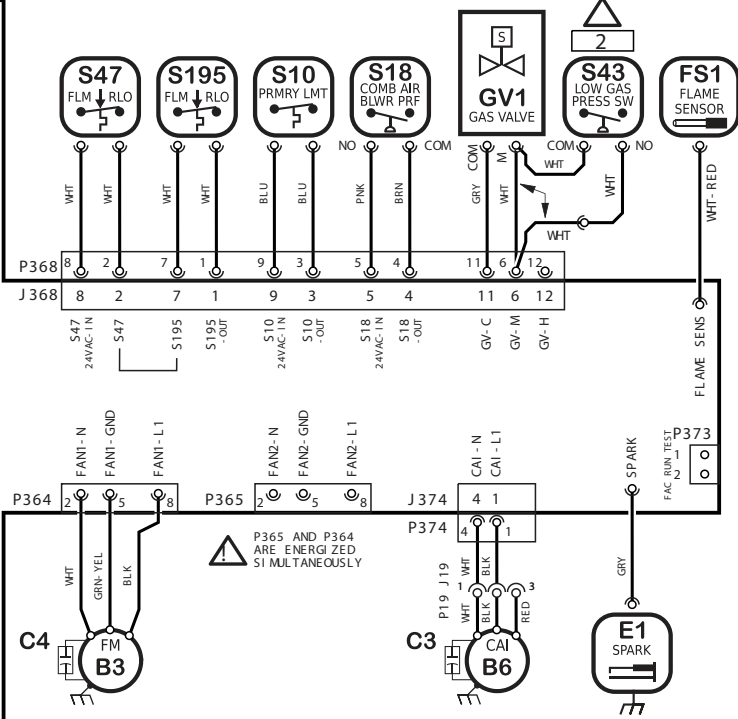 2
S47
FLM RLO
S195
FLM RLO
S10
PRMRY LMT
S18
COMB AIR
BLWR PRF
S
GV1
GAS VALVE
S43
LOW GAS
PRESS SW
FS1
FLAME
SENSOR
NO COM
COM M
COM NO
WHT WHT WHT WHT BLU BLU PNK BRN GRY WHT WHT WHT WHT WHT-RED
P368 8 2 7 1 9 3 5 4 11 6 12
J368 8 2 7 1 9 3 5 4 11 6 12
S47
24VAC-IN
S47
S195
S195
-OUT
S10
24VAC-IN
S10
-OUT
S18
24VAC-IN
S18
-OUT
GV-C
GV-M
GV-H
FLAME SENS
FAN1-N
FAN1-GND
FAN1-L1
FAN2-N
FAN2-GND
FAN2-L1
CAI-N
CAI-L1
SPARK
P373
FAC RUN TEST
1
2
P364 2 5 8
P365 2 5 8
J374 4 1
P374 4 1
P365 AND P364
ARE ENERGIZED
SIMULTANEOUSLY
WHT GRN-YEL BLK
WHT BLK
P19 J19 1 3
WHT BLK RED
GRY
C4
FM
B3
C3
CAI
B6
E1
SPARK